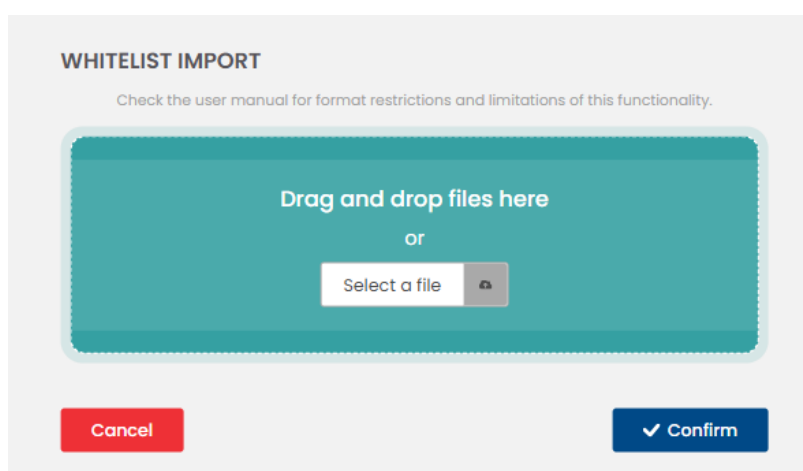 WHITELIST IMPORT
Check the user manual for format restrictions and limitations of this functionality.
Drag and drop files here
or
Select a file
Cancel
Confirm